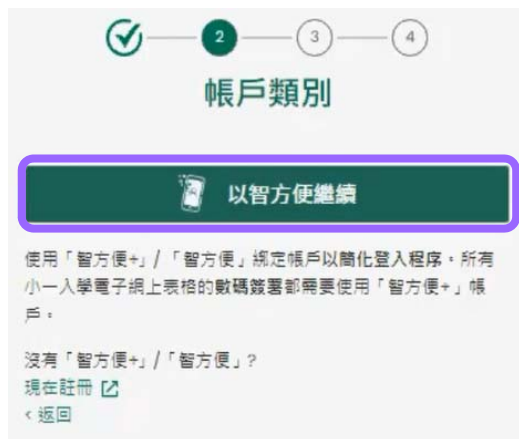 2 3 4
帳戶類別
以智方便繼續
使用「智方便+」/「智方便」綁定帳戶以簡化登入程序。所有
小一入學電子網上表格的數碼簽署都需要使用「智方便+」帳
戶。
沒有「智方便+」/「智方便」?
現在註冊
< 返回